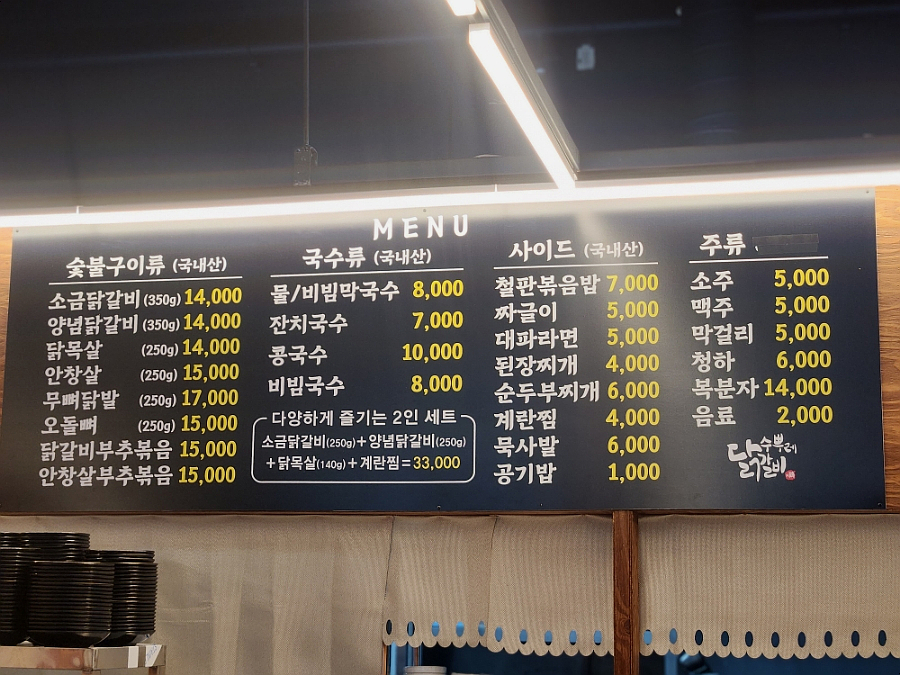 MENU
숯불구이류 (국내산)
소금닭갈비 (350g) 14,000
양념닭갈비 (350g) 14,000
닭목살 (250g) 14,000
안창살 (250g) 15,000
무뼈닭발 (250g) 17,000
오돌뼈 (250g) 15,000
닭갈비부추볶음 15,000
안창살부추볶음 15,000
국수류 (국내산)
물/비빔막국수 8,000
잔치국수 7,000
콩국수 10,000
비빔국수 8,000
다양하게 즐기는 2인 세트
소금닭갈비(250g)+양념닭갈비(250g)
+닭목살(140g)+계란찜=33,000
사이드 (국내산)
철판볶음밥 7,000
짜글이 5,000
대파라면 5,000
된장찌개 4,000
순두부찌개 6,000
계란찜 4,000
묵사발 6,000
공기밥 1,000
주류
소주 5,000
맥주 5,000
막걸리 5,000
청하 6,000
복분자 14,000
음료 2,000
수뿌레
닭갈비